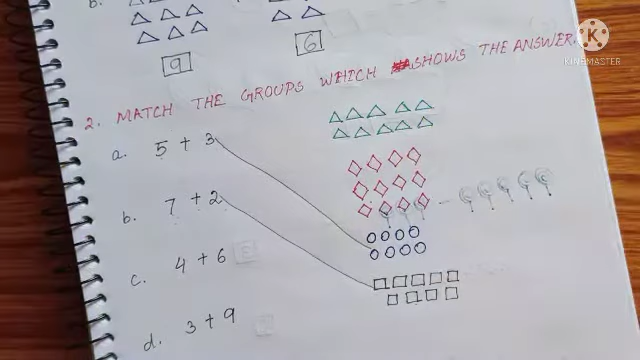 b.
9
6
2. MATCH THE GROUPS WHICH SHOWS THE ANSWER.
a. 5 + 3
b. 7 + 2
c. 4 + 6
d. 3 + 9
KINEMASTER